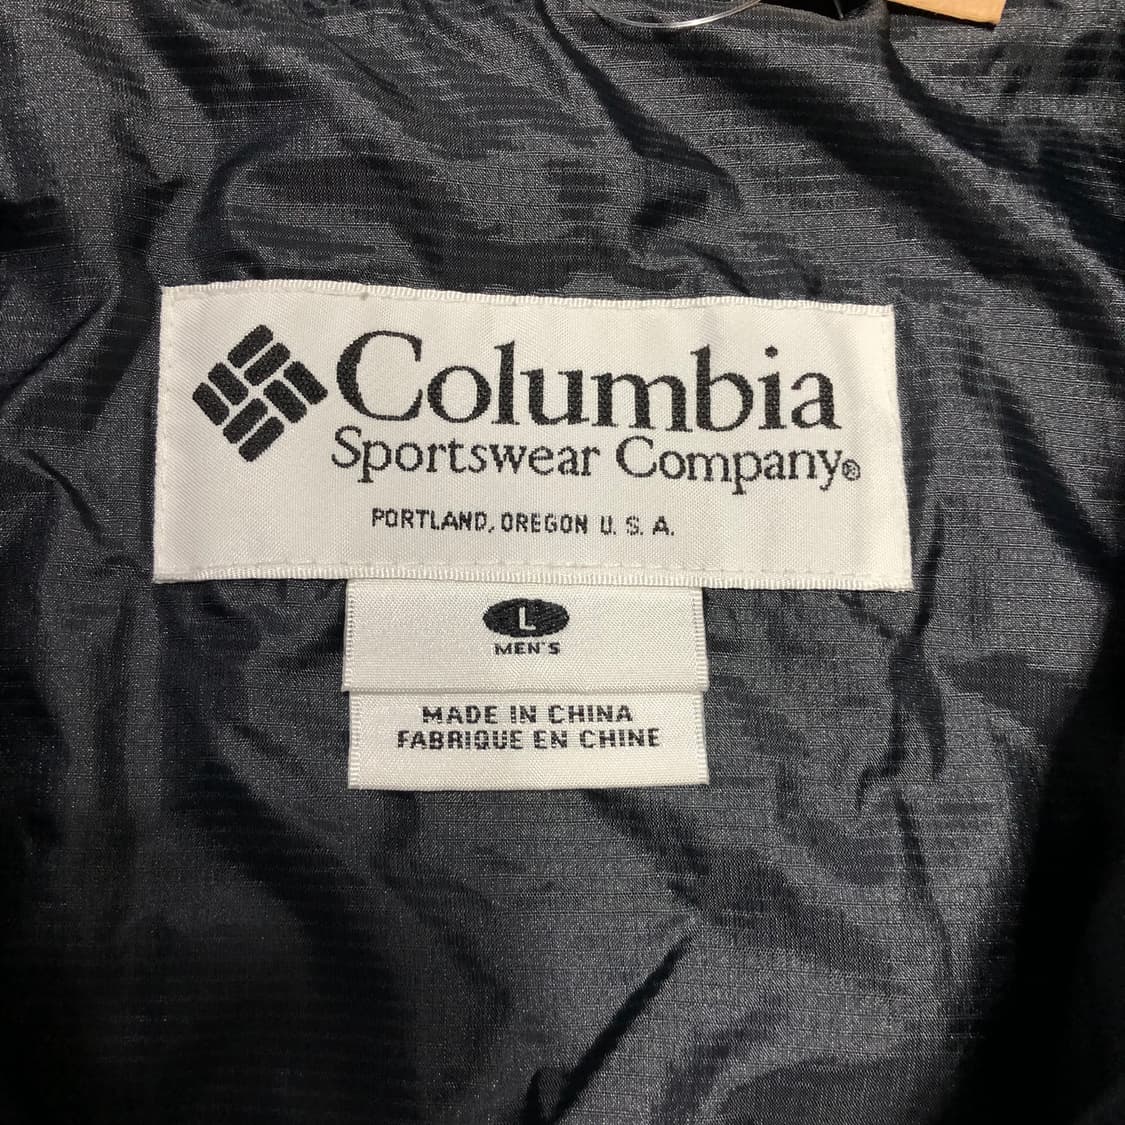 Columbia
Sportswear Company®
PORTLAND, OREGON U. S. A.
L
MEN'S
MADE IN CHINA
FABRIQUE EN CHINE